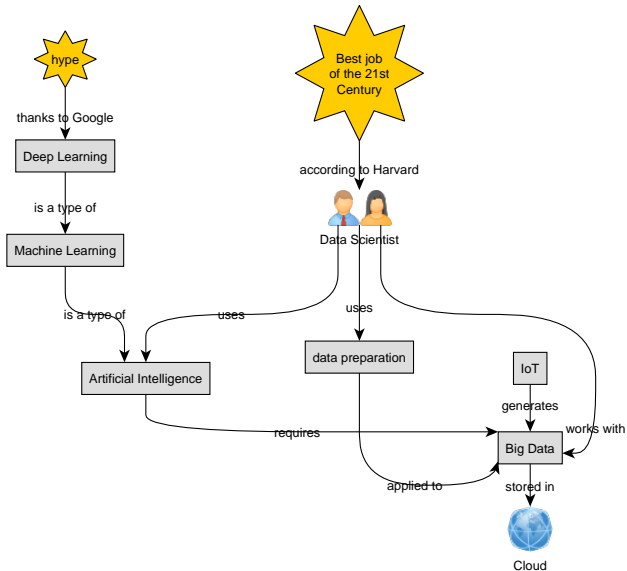 hype
Best job
of the 21st
Century
thanks to Google
Deep Learning
according to Harvard
is a type of
Data Scientist
Machine Learning
is a type of
uses
uses
data preparation
IoT
Artificial Intelligence
generates
requires
works with
Big Data
applied to
stored in
Cloud